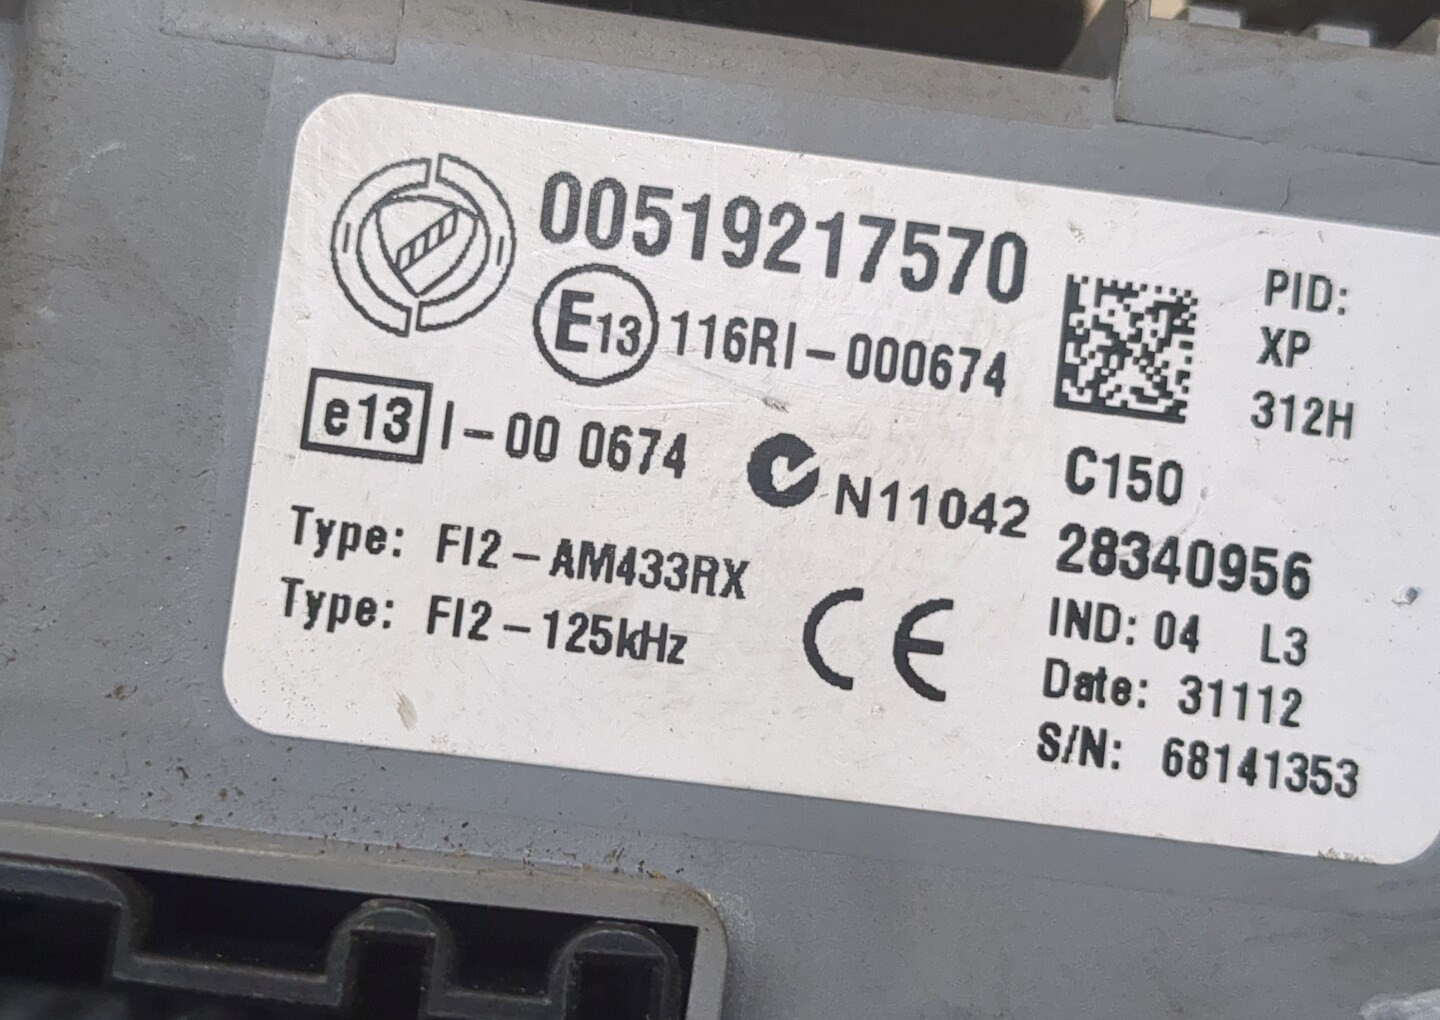 00519217570
E13 116RI-000674
e13 I-00 0674
N11042
Type: FI2-AM433RX
Type: FI2-125kHz
CE
PID:
XP
312H
C150
28340956
IND: 04 L3
Date: 31112
S/N: 68141353